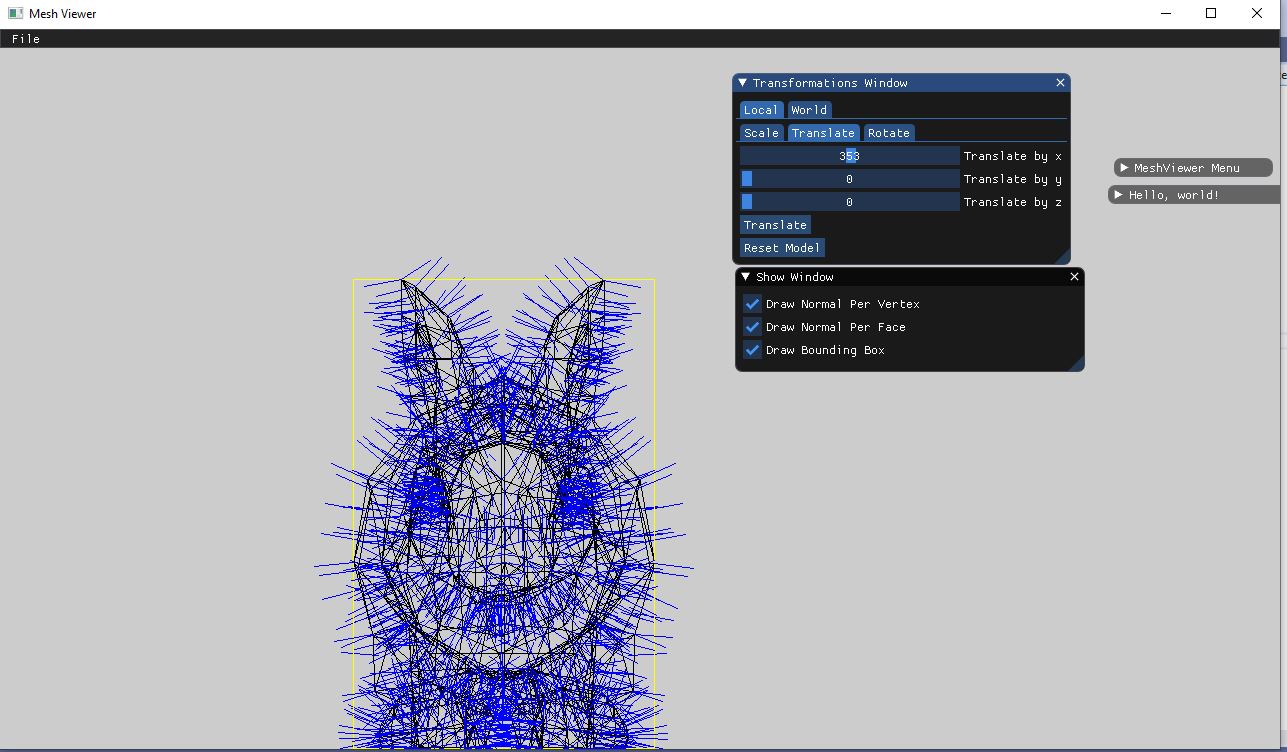 Mesh Viewer
File
Transformations Window
Local World
Scale Translate Rotate
353 Translate by x
0 Translate by y
0 Translate by z
Translate
Reset Model
MeshViewer Menu
Hello, world!
Show Window
Draw Normal Per Vertex
Draw Normal Per Face
Draw Bounding Box